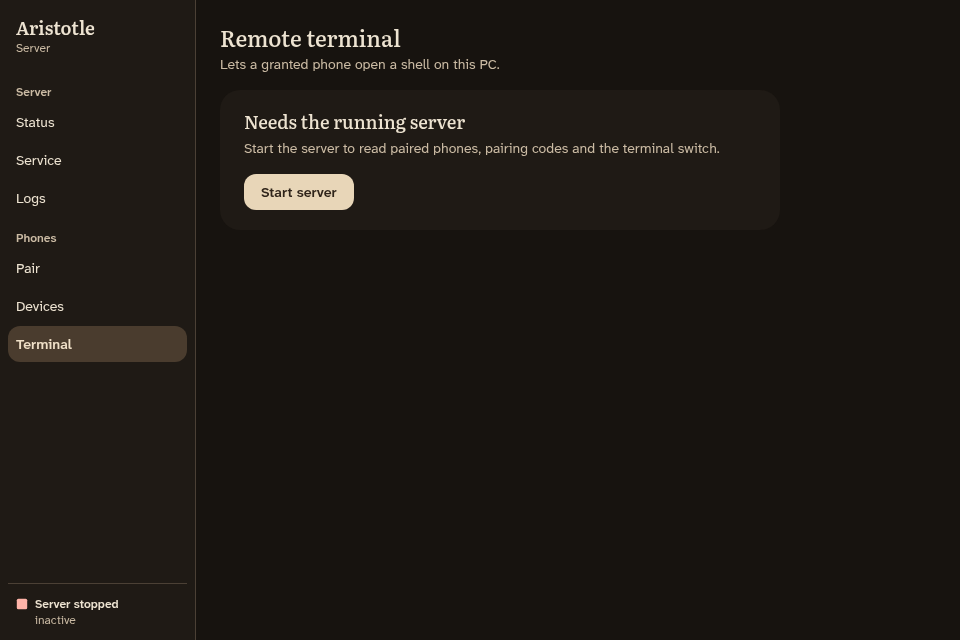 Aristotle
Server
Server
Status
Service
Logs
Phones
Pair
Devices
Terminal
Server stopped
inactive
Remote terminal
Lets a granted phone open a shell on this PC.
Needs the running server
Start the server to read paired phones, pairing codes and the terminal switch.
Start server